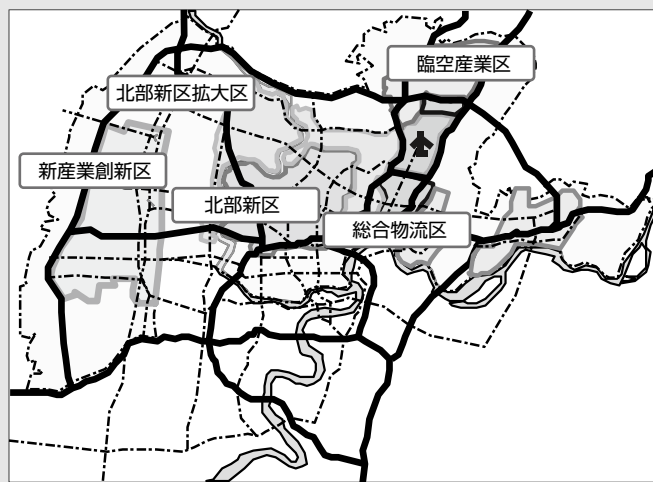 臨空産業区
北部新区拡大区
新産業創新区
北部新区
総合物流区